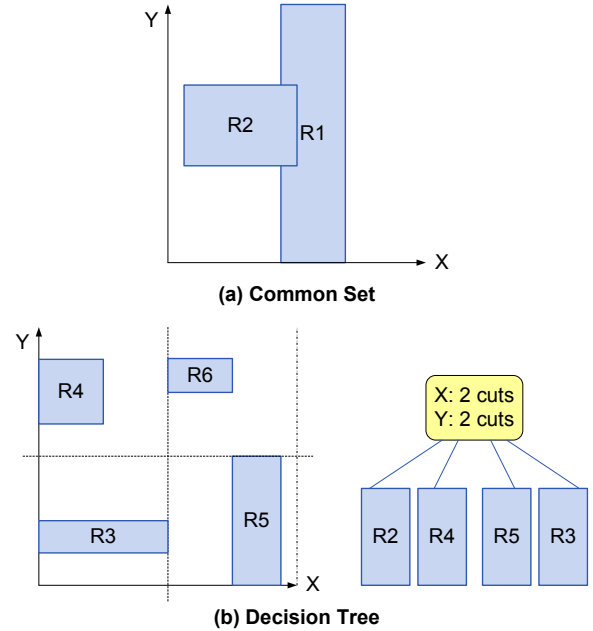 Y
R2
R1
X
(a) Common Set
Y
R4
R6
R3
R5
X
X: 2 cuts
Y: 2 cuts
R2 R4 R5 R3
(b) Decision Tree